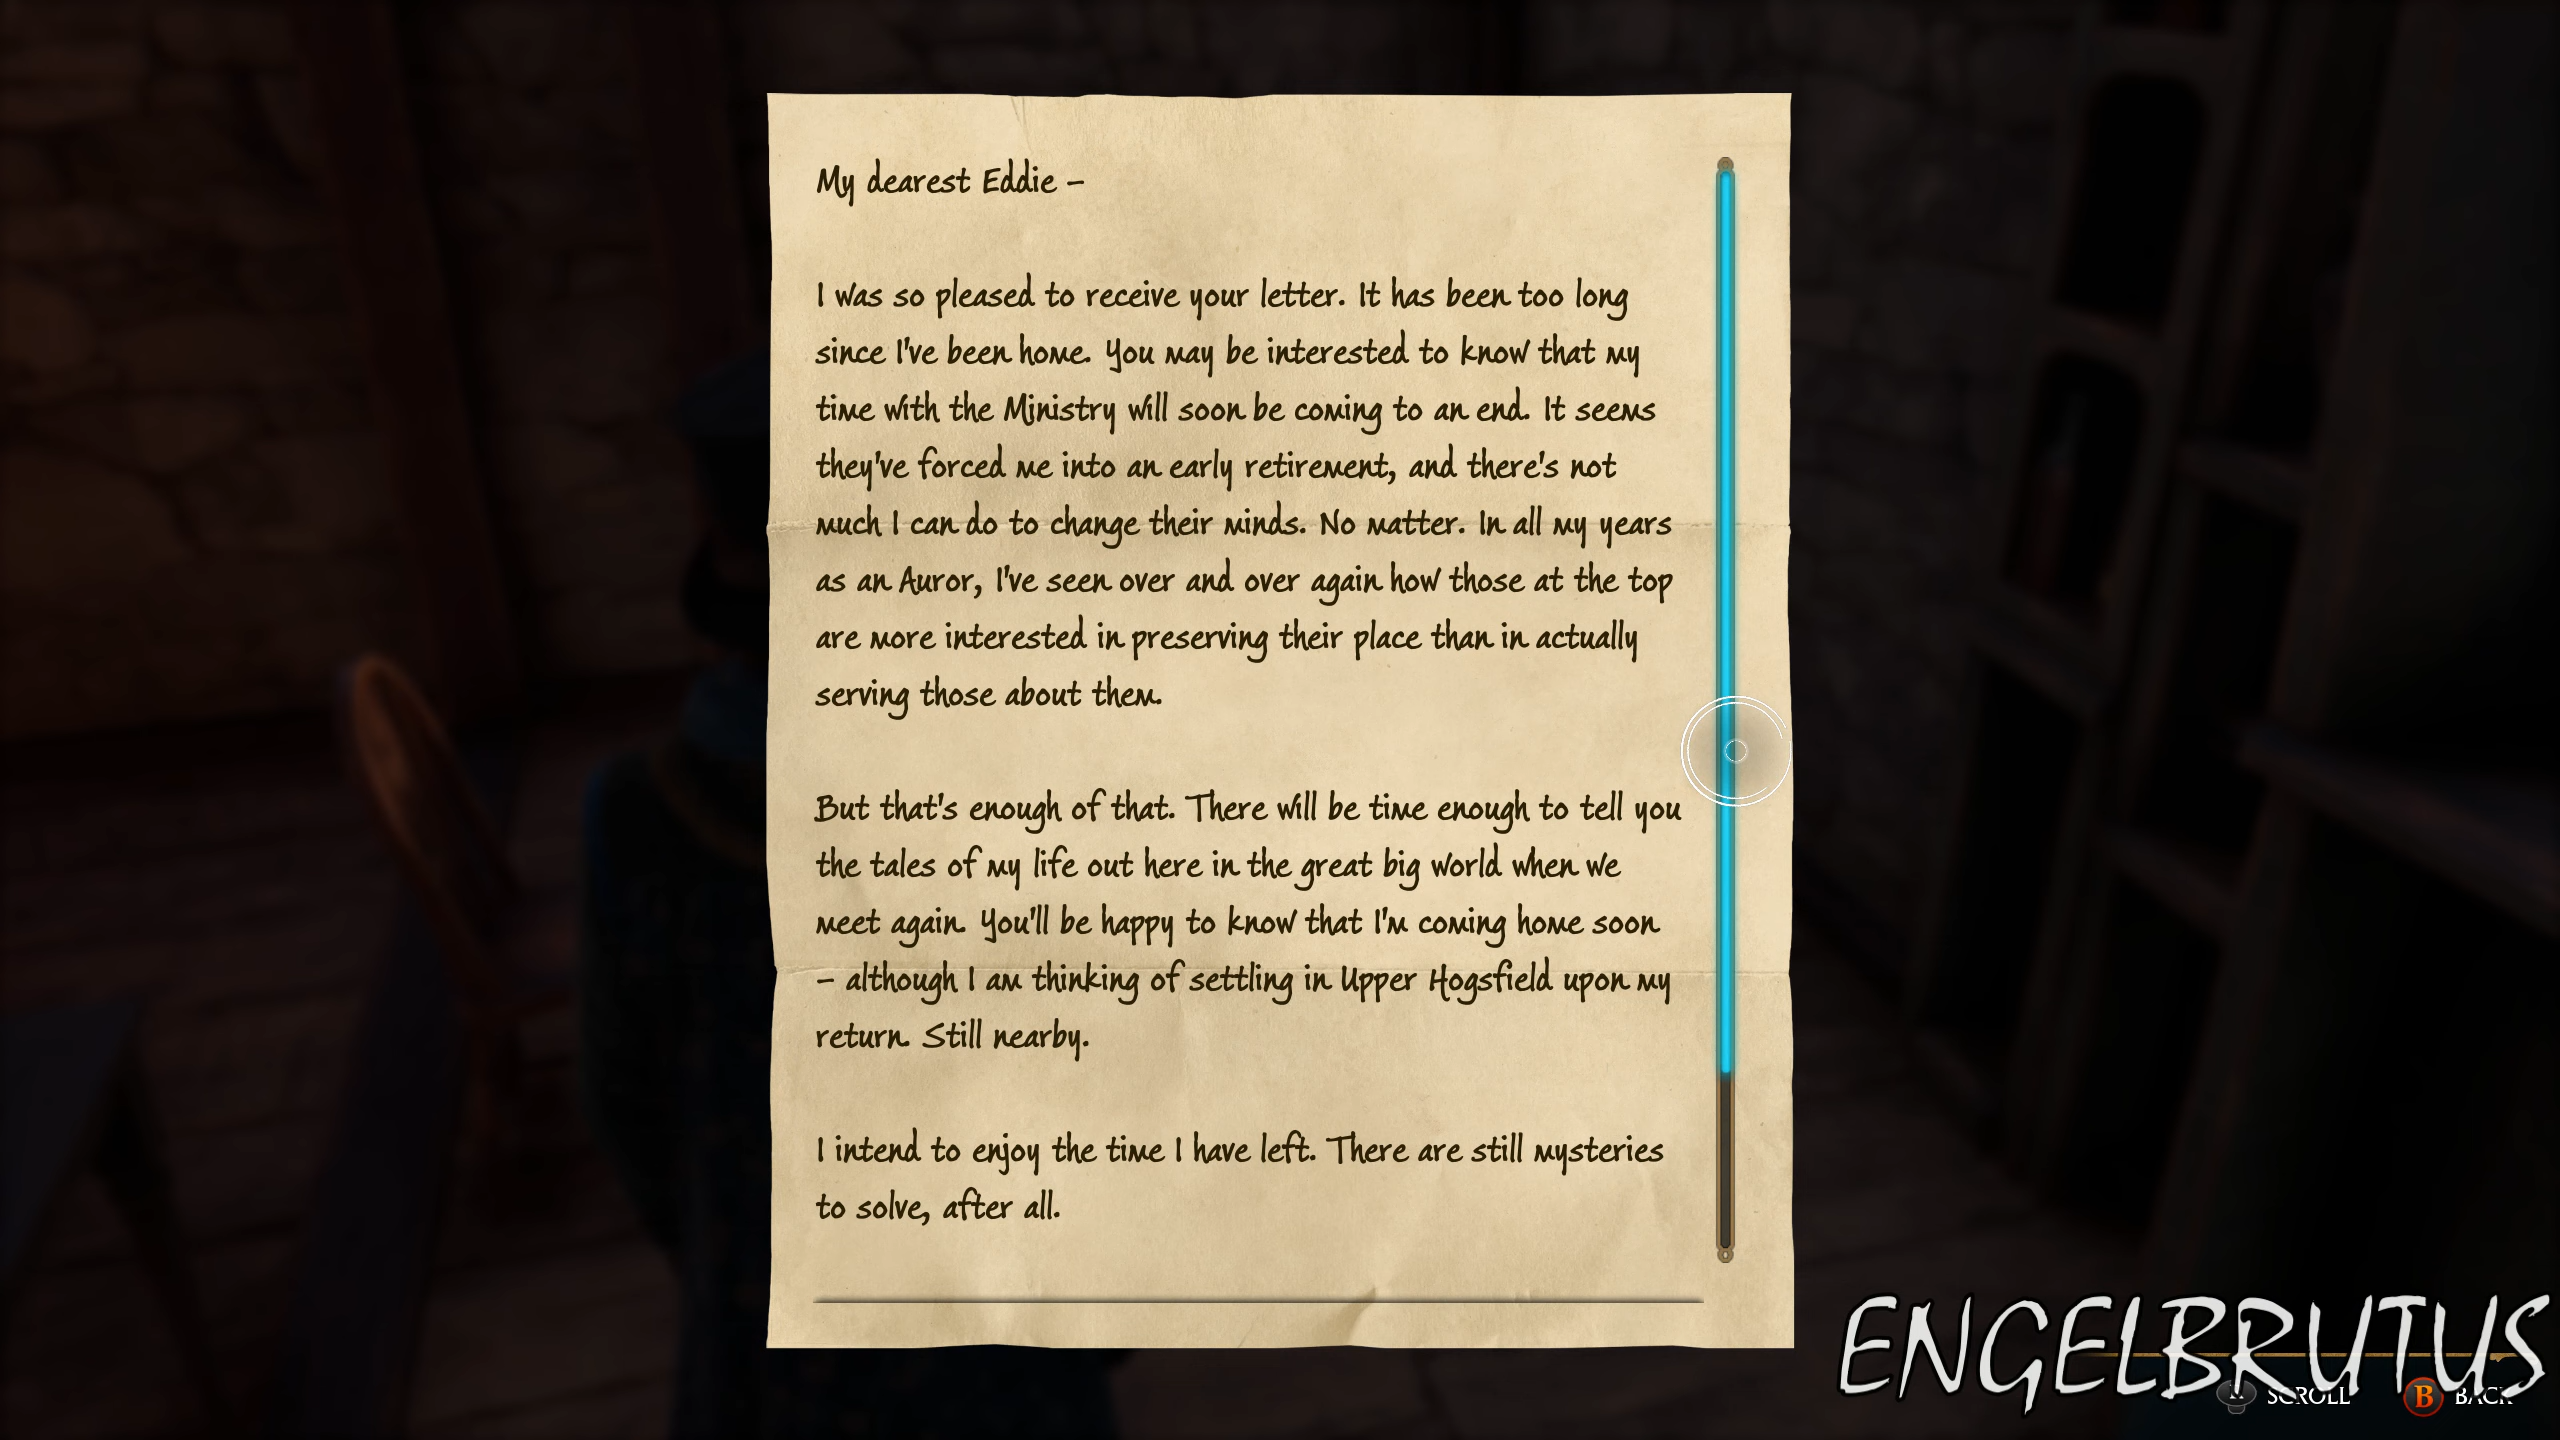 My dearest Eddie –
I was so pleased to receive your letter. It has been too long
since I've been home. You may be interested to know that my
time with the Ministry will soon be coming to an end. It seems
they've forced me into an early retirement, and there's not
much I can do to change their minds. No matter. In all my years
as an Auror, I've seen over and over again how those at the top
are more interested in preserving their place than in actually
serving those about them.
But that's enough of that. There will be time enough to tell you
the tales of my life out here in the great big world when we
meet again. You'll be happy to know that I'm coming home soon
– although I am thinking of settling in Upper Hogsfield upon my
return. Still nearby.
I intend to enjoy the time I have left. There are still mysteries
to solve, after all.
ENGELBRUTUS
SCROLL B BACK